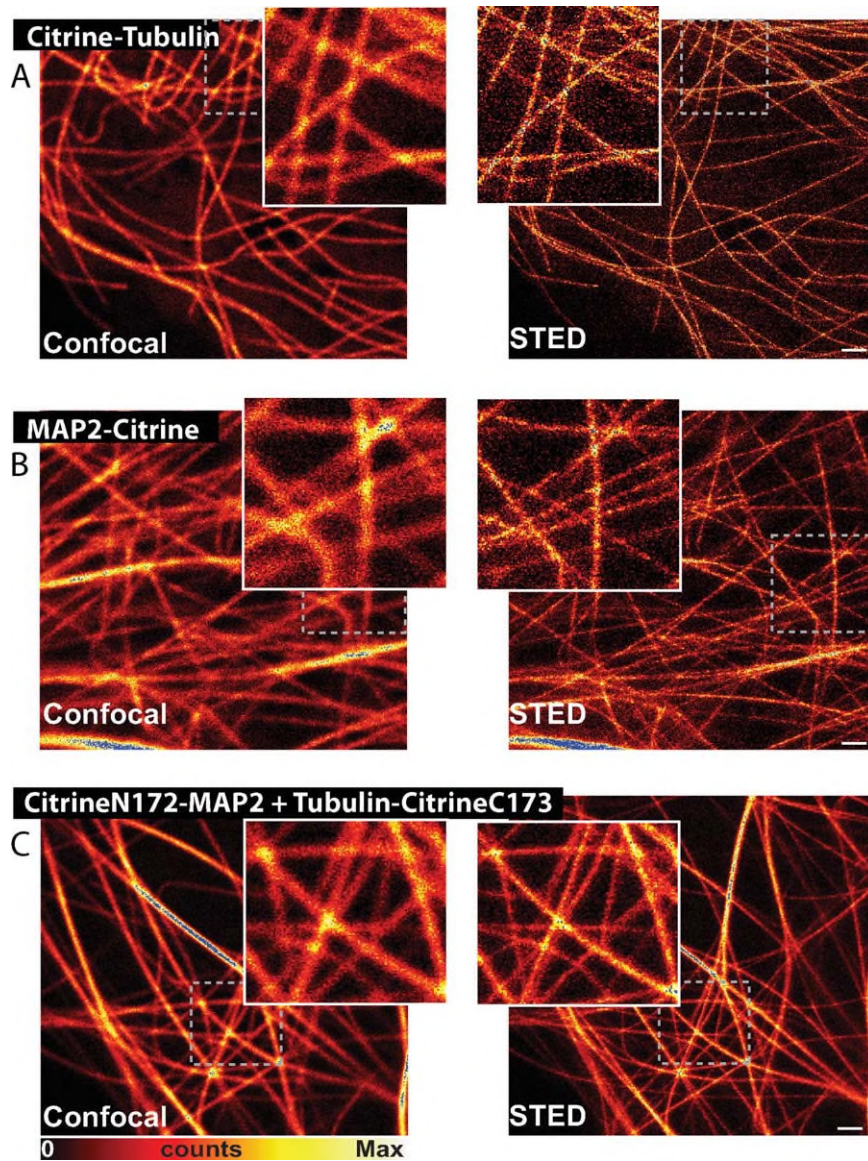 Citrine-Tubulin
A
Confocal
STED
MAP2-Citrine
B
Confocal
STED
CitrineN172-MAP2 + Tubulin-CitrineC173
C
Confocal
STED
0 counts Max